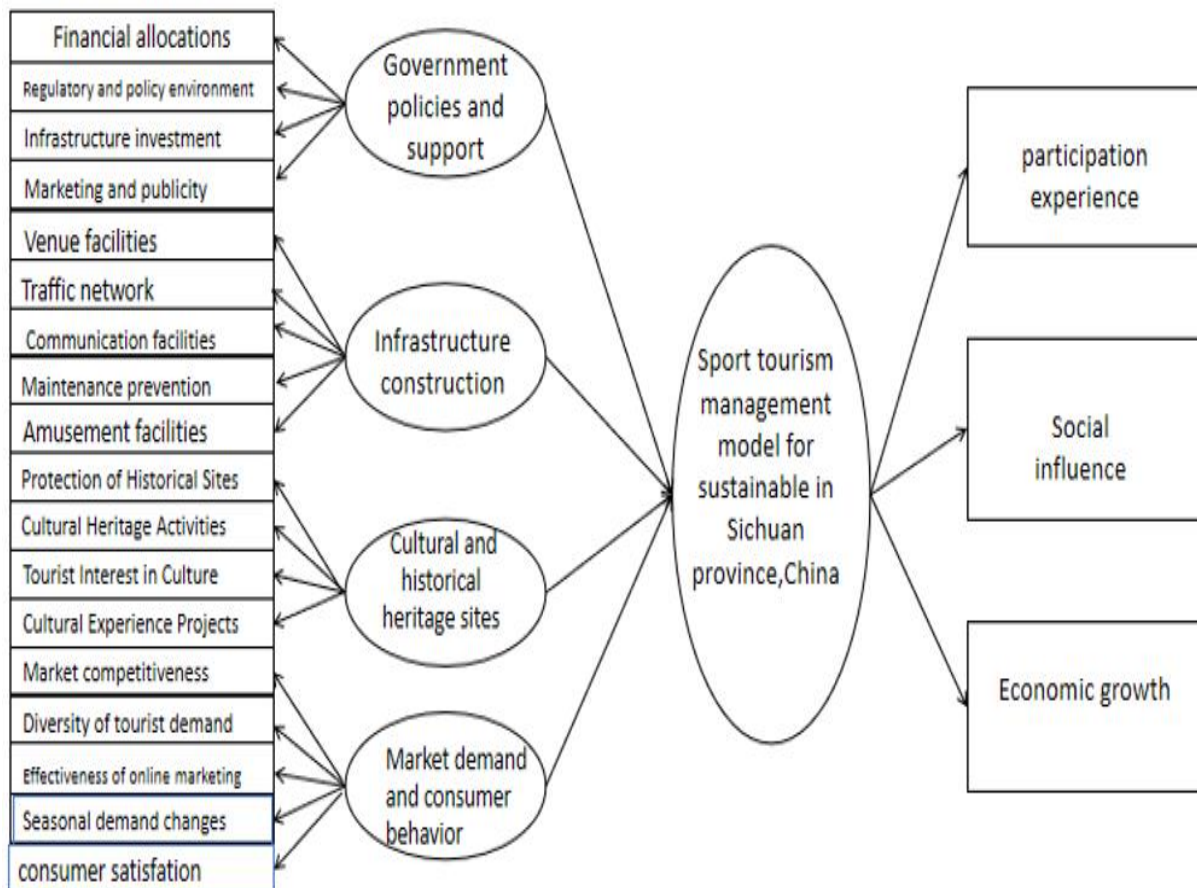 Financial allocations
Regulatory and policy environment
Infrastructure investment
Marketing and publicity
Venue facilities
Traffic network
Communication facilities
Maintenance prevention
Amusement facilities
Protection of Historical Sites
Cultural Heritage Activities
Tourist Interest in Culture
Cultural Experience Projects
Market competitiveness
Diversity of tourist demand
Effectiveness of online marketing
Seasonal demand changes
consumer satisfation
Government
policies and
support
Infrastructure
construction
Cultural and
historical
heritage sites
Market demand
and consumer
behavior
Sport tourism
management
model for
sustainable in
Sichuan
province,China
participation
experience
Social
influence
Economic growth